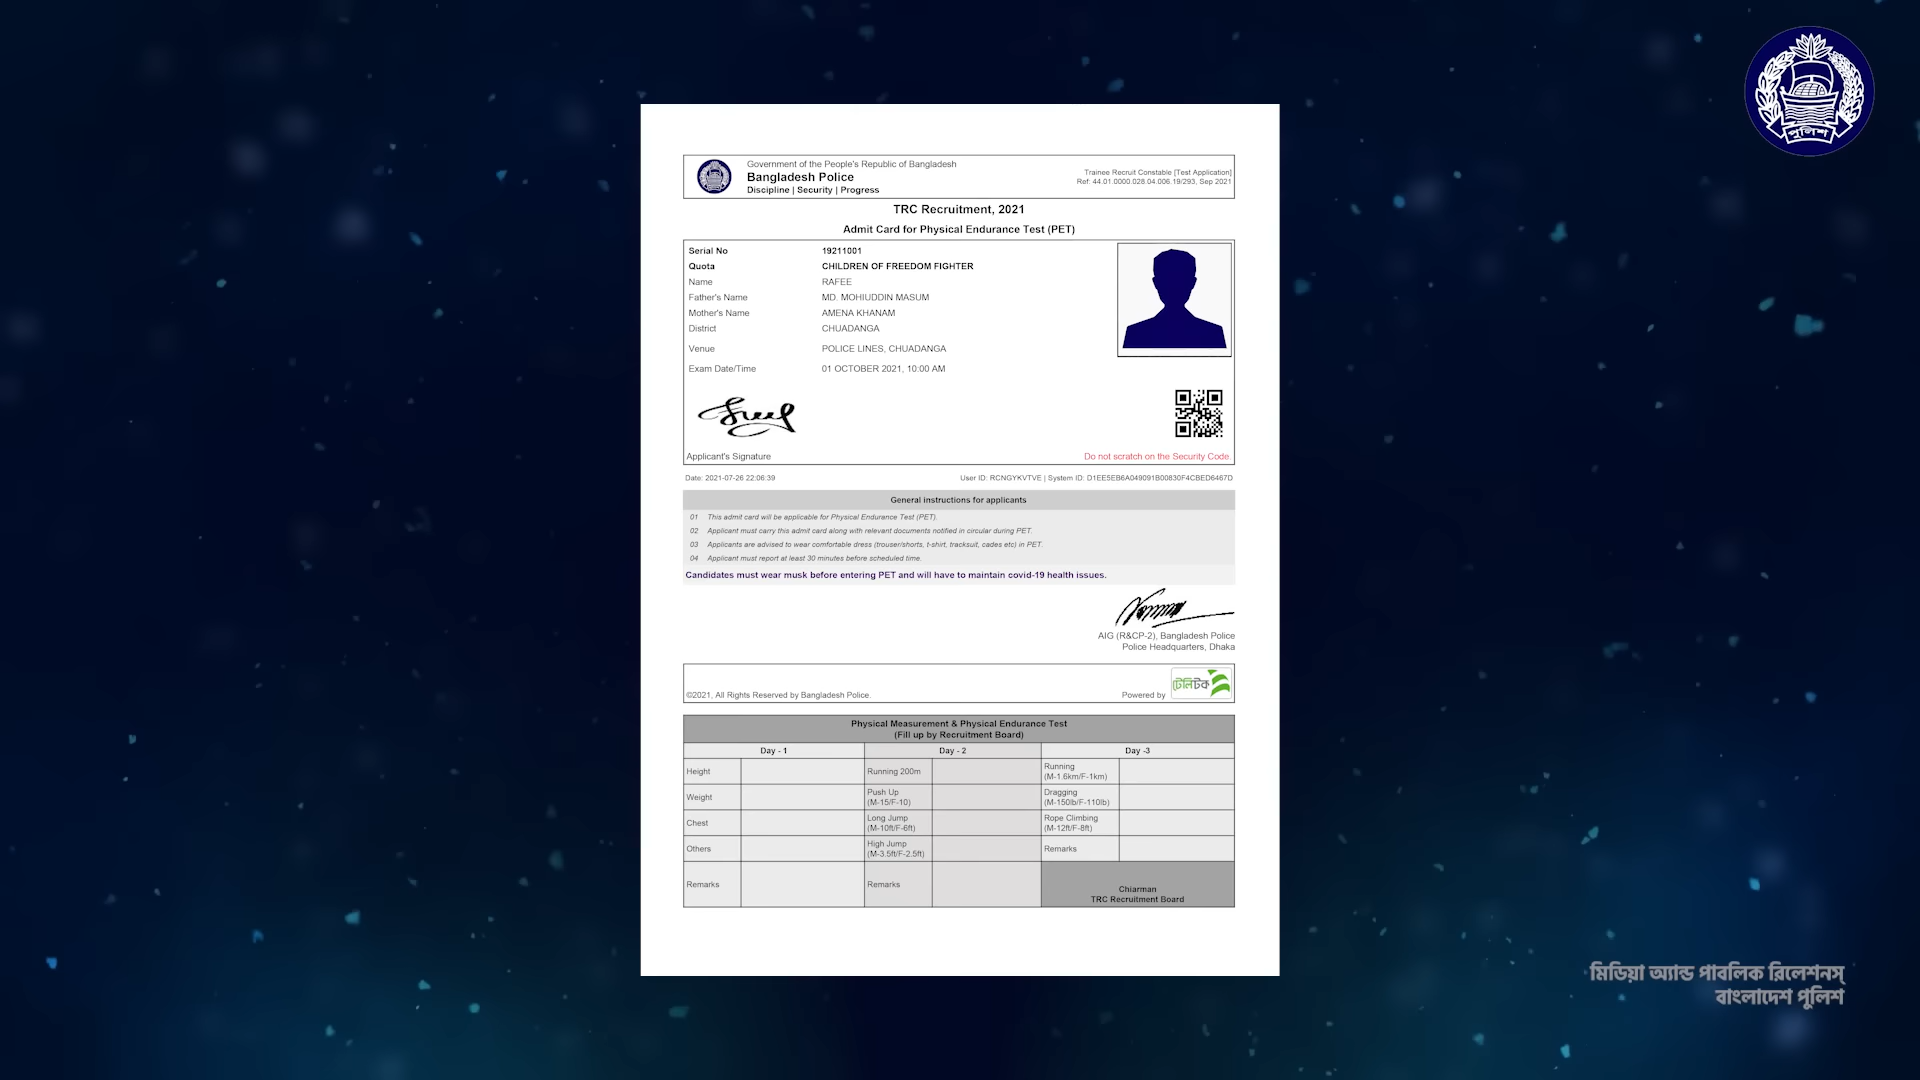 পুলিশ
Government of the People's Republic of Bangladesh
Bangladesh Police
Discipline | Security | Progress
Trainee Recruit Constable [Test Application]
Ref: 44.01.0000.028.04.006.19/293, Sep 2021
TRC Recruitment, 2021
Admit Card for Physical Endurance Test (PET)
Serial No 19211001
Quota CHILDREN OF FREEDOM FIGHTER
Name RAFEE
Father's Name MD. MOHIUDDIN MASUM
Mother's Name AMENA KHANAM
District CHUADANGA
Venue POLICE LINES, CHUADANGA
Exam Date/Time 01 OCTOBER 2021, 10:00 AM
Applicant's Signature
Do not scratch on the Security Code.
Date: 2021-07-26 22:06:39
User ID: RCNGYKVTVE | System ID: D1EE5EB6A049091B00830F4CBED6467D
General instructions for applicants
01 This admit card will be applicable for Physical Endurance Test (PET).
02 Applicant must carry this admit card along with relevant documents notified in circular during PET.
03 Applicants are advised to wear comfortable dress (trouser/shorts, t-shirt, tracksuit, cades etc) in PET.
04 Applicant must report at least 30 minutes before scheduled time.
Candidates must wear musk before entering PET and will have to maintain covid-19 health issues.
AIG (R&CP-2), Bangladesh Police
Police Headquarters, Dhaka
©2021, All Rights Reserved by Bangladesh Police.
Powered by টেলিটক
Physical Measurement & Physical Endurance Test
(Fill up by Recruitment Board)
Day - 1 Day - 2 Day -3
Height Running 200m Running (M-1.6km/F-1km)
Weight Push Up (M-15/F-10) Dragging (M-150lb/F-110lb)
Chest Long Jump (M-10ft/F-6ft) Rope Climbing (M-12ft/F-8ft)
Others High Jump (M-3.5ft/F-2.5ft) Remarks
Remarks Remarks
Chiarman
TRC Recruitment Board
মিডিয়া অ্যান্ড পাবলিক রিলেশনস্
বাংলাদেশ পুলিশ